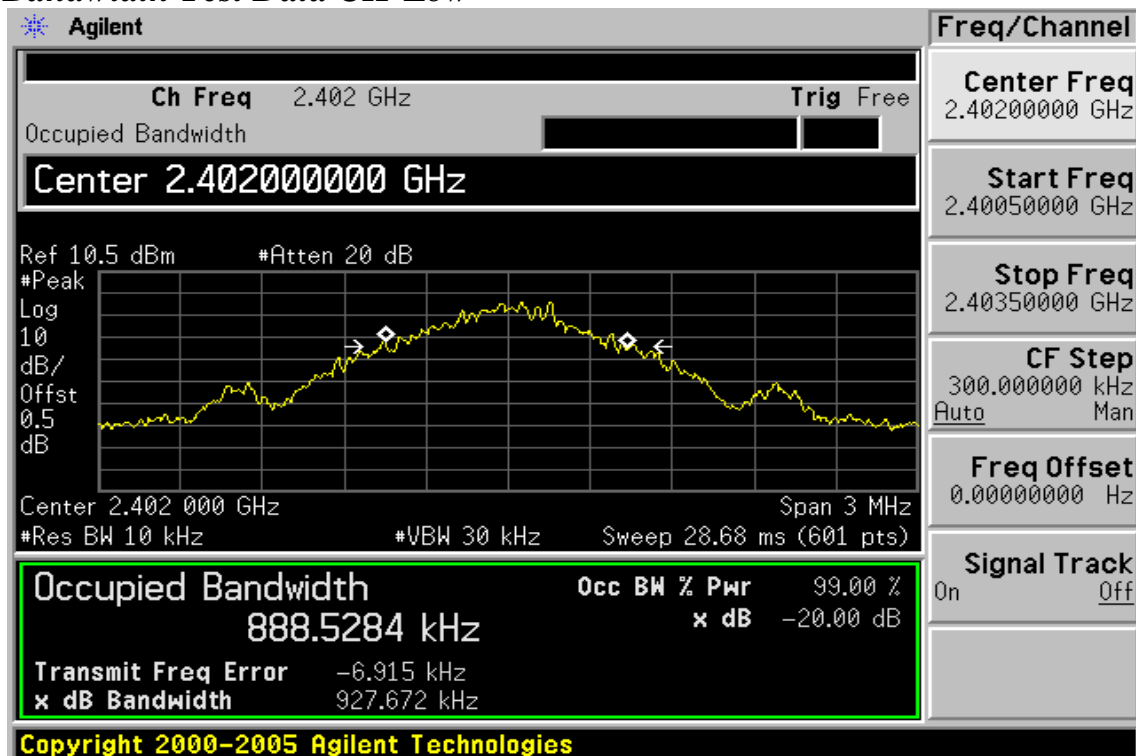 Agilent
Freq/Channel
Ch Freq 2.402 GHz Trig Free
Occupied Bandwidth
Center 2.402000000 GHz
Ref 10.5 dBm #Atten 20 dB
#Peak
Log
10
dB/
Offst
0.5
dB
Center 2.402 000 GHz Span 3 MHz
#Res BW 10 kHz #VBW 30 kHz Sweep 28.68 ms (601 pts)
Occupied Bandwidth
888.5284 kHz
Occ BW % Pwr 99.00 %
x dB -20.00 dB
Transmit Freq Error -6.915 kHz
x dB Bandwidth 927.672 kHz
Copyright 2000-2005 Agilent Technologies
Center Freq
2.40200000 GHz
Start Freq
2.40050000 GHz
Stop Freq
2.40350000 GHz
CF Step
300.000000 kHz
Auto Man
Freq Offset
0.00000000 Hz
Signal Track
On Off